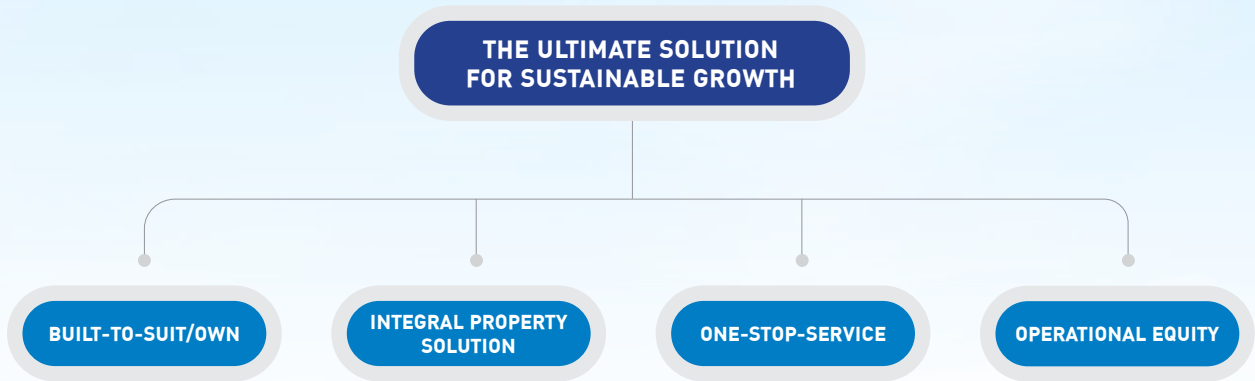 THE ULTIMATE SOLUTION
FOR SUSTAINABLE GROWTH
BUILT-TO-SUIT/OWN
INTEGRAL PROPERTY
SOLUTION
ONE-STOP-SERVICE
OPERATIONAL EQUITY